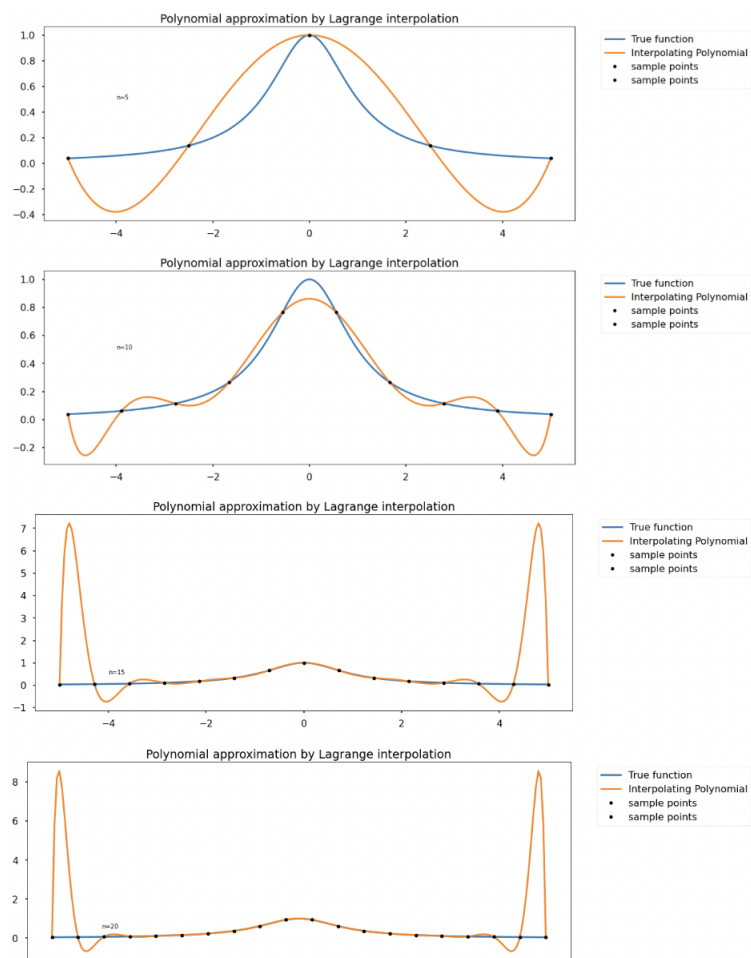 Polynomial approximation by Lagrange interpolation
True function
Interpolating Polynomial
sample points
sample points
1.0
0.8
0.6
0.4
0.2
0.0
−0.2
−0.4
n=5
−4
−2
0
2
4
Polynomial approximation by Lagrange interpolation
True function
Interpolating Polynomial
sample points
sample points
1.0
0.8
0.6
0.4
0.2
0.0
−0.2
n=10
−4
−2
0
2
4
Polynomial approximation by Lagrange interpolation
True function
Interpolating Polynomial
sample points
sample points
7
6
5
4
3
2
1
0
−1
n=15
−4
−2
0
2
4
Polynomial approximation by Lagrange interpolation
True function
Interpolating Polynomial
sample points
sample points
8
6
4
2
0
n=20